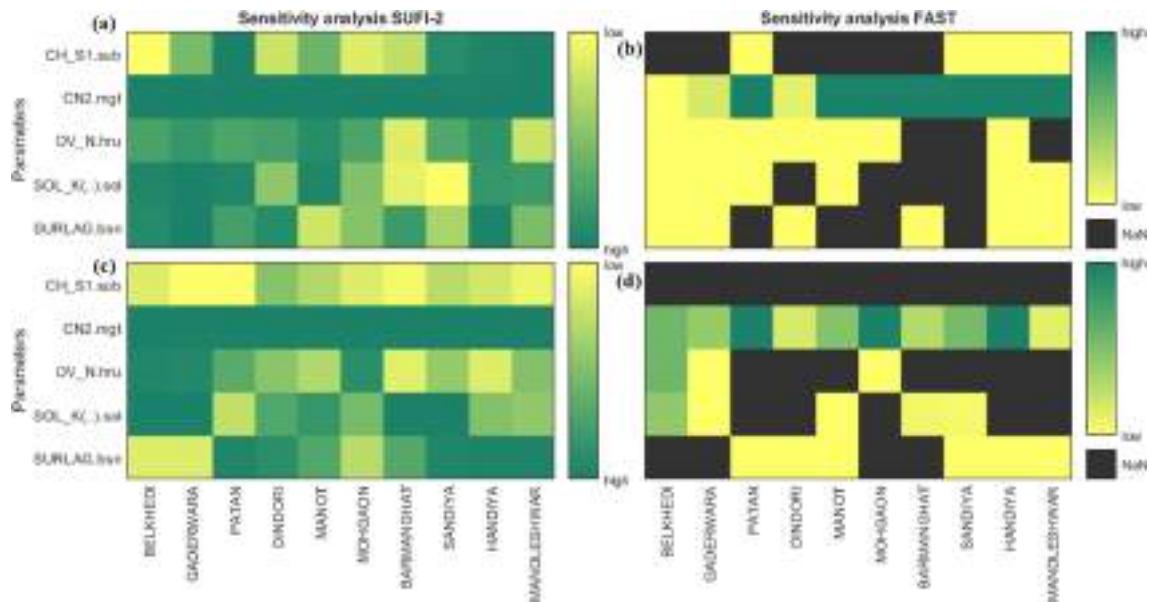 Sensitivity analysis SUFI-2
Sensitivity analysis FAST
(a)
low
high
(b)
high
low
NaN
Parameters
CH_S1.sub
CN2.mgt
OV_N.hru
SOL_K(..).sol
SURLAG.bsn
(c)
low
high
(d)
high
low
NaN
Parameters
CH_S1.sub
CN2.mgt
OV_N.hru
SOL_K(..).sol
SURLAG.bsn
BELKHEDI
GADERWARA
PATAN
DINDORI
MANOT
MOHGAON
BARMANGHAT
SANDIYA
HANDIYA
MANDLESHWAR
BELKHEDI
GADERWARA
PATAN
DINDORI
MANOT
MOHGAON
BARMANGHAT
SANDIYA
HANDIYA
MANDLESHWAR